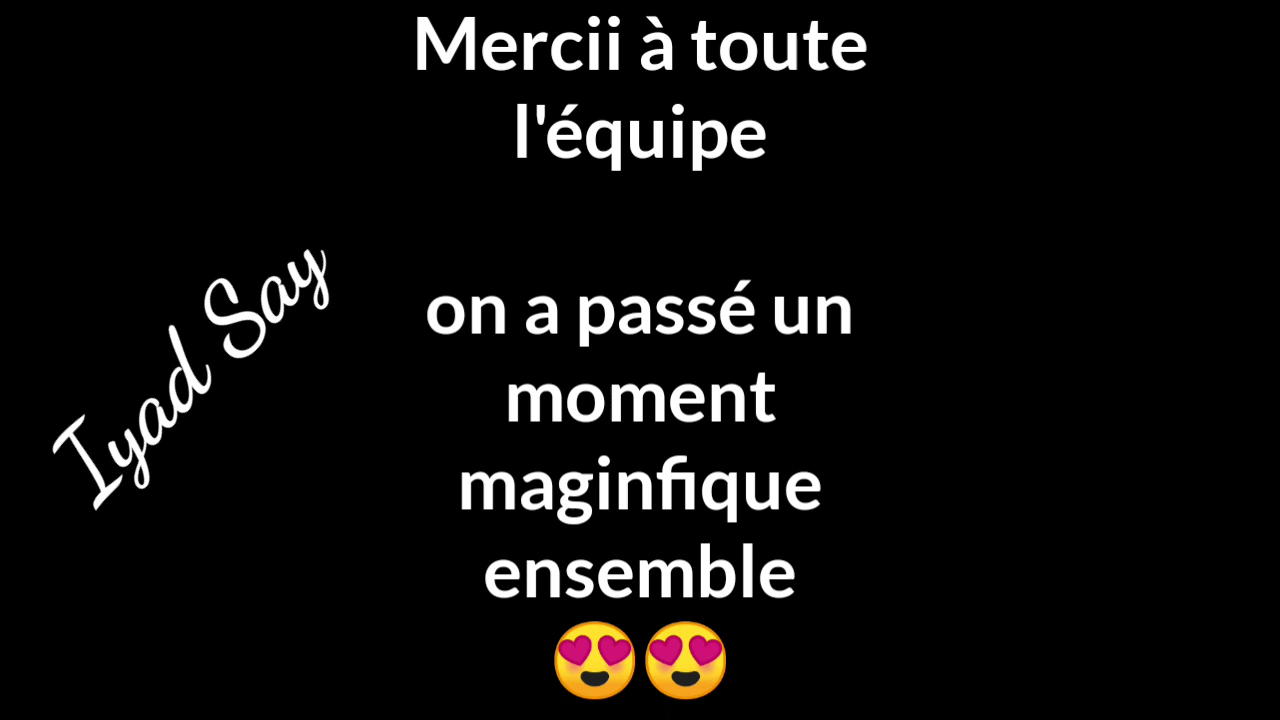 Mercii à toute
l'équipe
Iyad Say
on a passé un
moment
maginfique
ensemble
😍😍